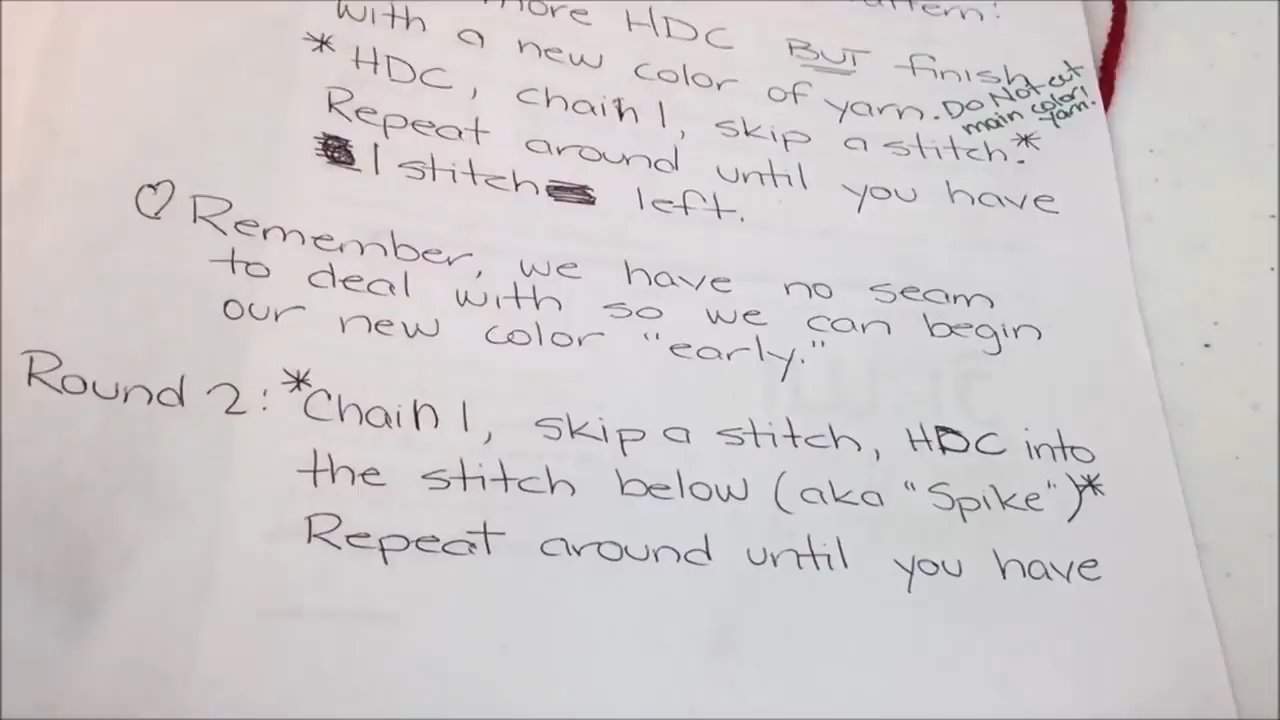 more HDC BUT finish
with a new color of yarn. DO NOT cut main color yarn!
* HDC, chain 1, skip a stitch.*
Repeat around until you have
1 stitch left.
♡ Remember, we have no seam
to deal with so we can begin
our new color "early."
Round 2: *Chain 1, skip a stitch, HDC into
the stitch below (aka "Spike")*
Repeat around until you have